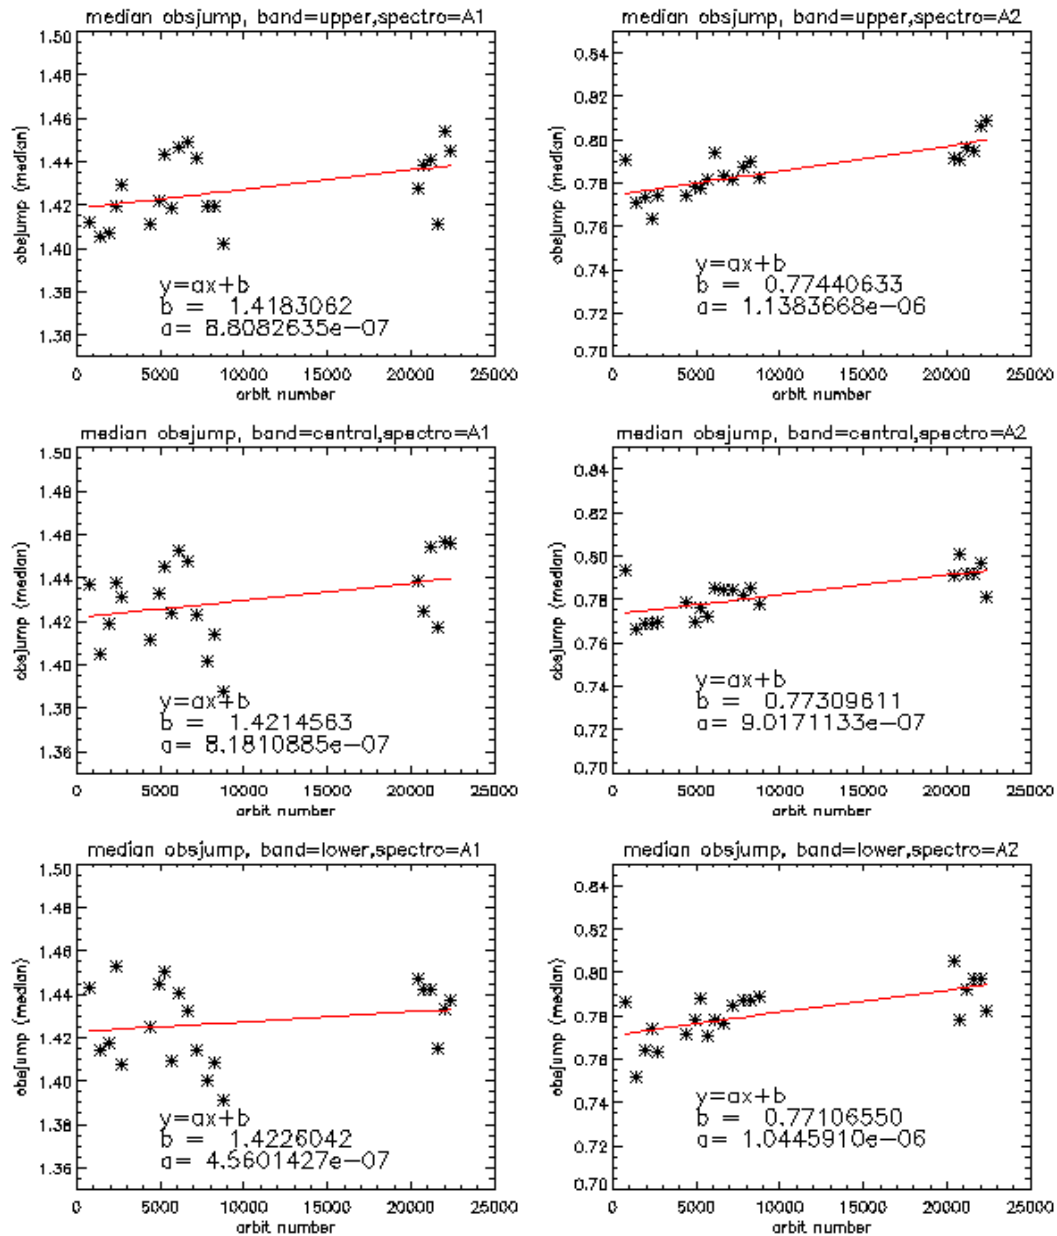 median obsjump, band=upper,spectro=A1
1.50
1.48
1.46
1.44
1.42
1.40
1.38
1.36
obsjump (median)
y=ax+b
b = 1.4183062
a= 8.8082635e-07
0 5000 10000 15000 20000 25000
orbit number
median obsjump, band=upper,spectro=A2
0.84
0.82
0.80
0.78
0.76
0.74
0.72
0.70
obsjump (median)
y=ax+b
b = 0.77440633
a= 1.1383668e-06
0 5000 10000 15000 20000 25000
orbit number
median obsjump, band=central,spectro=A1
1.50
1.48
1.46
1.44
1.42
1.40
1.38
1.36
obsjump (median)
y=ax+b
b = 1.4214563
a= 8.1810885e-07
0 5000 10000 15000 20000 25000
orbit number
median obsjump, band=central,spectro=A2
0.84
0.82
0.80
0.78
0.76
0.74
0.72
0.70
obsjump (median)
y=ax+b
b = 0.77309611
a= 9.0171133e-07
0 5000 10000 15000 20000 25000
orbit number
median obsjump, band=lower,spectro=A1
1.50
1.48
1.46
1.44
1.42
1.40
1.38
1.36
obsjump (median)
y=ax+b
b = 1.4226042
a= 4.5601427e-07
0 5000 10000 15000 20000 25000
orbit number
median obsjump, band=lower,spectro=A2
0.84
0.82
0.80
0.78
0.76
0.74
0.72
0.70
obsjump (median)
y=ax+b
b = 0.77106550
a= 1.0445910e-06
0 5000 10000 15000 20000 25000
orbit number